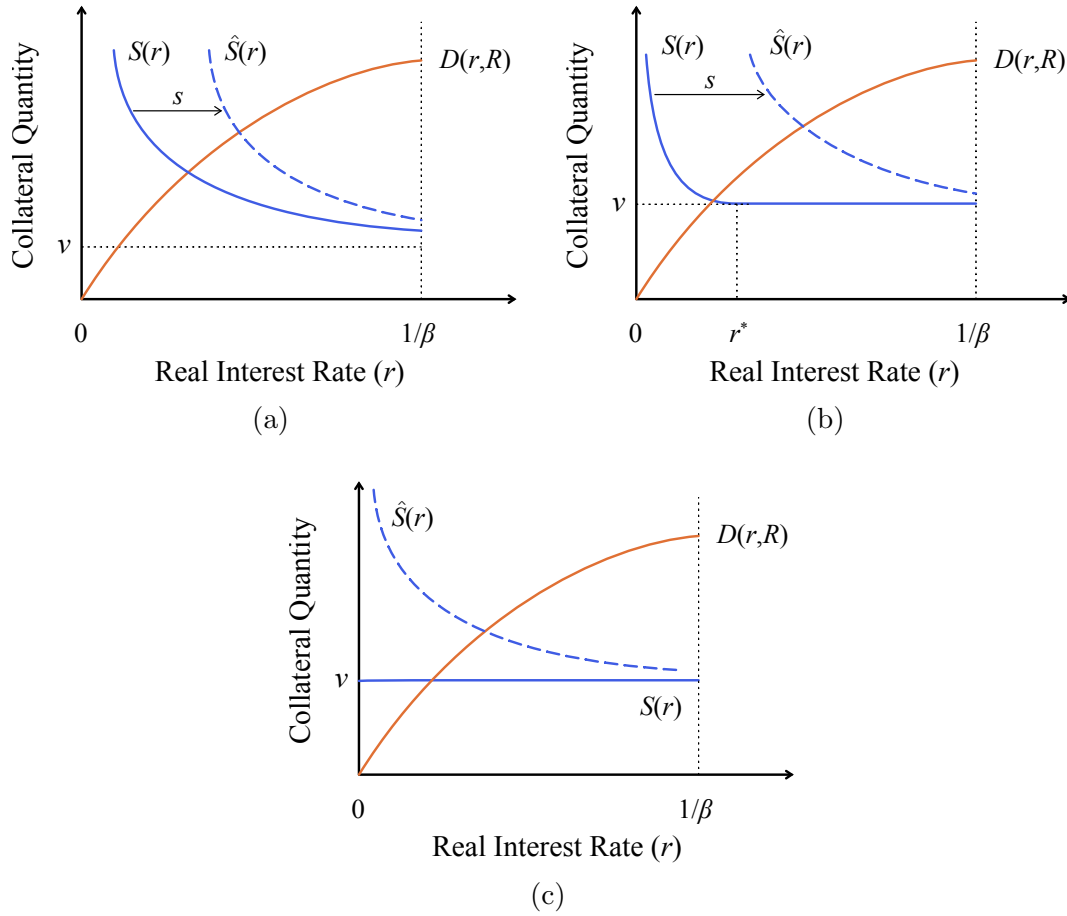 Collateral Quantity
S(r)
Ŝ(r)
D(r,R)
s
v
0
1/β
Real Interest Rate (r)
(a)
Collateral Quantity
S(r)
Ŝ(r)
D(r,R)
s
v
0
r*
1/β
Real Interest Rate (r)
(b)
Collateral Quantity
Ŝ(r)
D(r,R)
v
S(r)
0
1/β
Real Interest Rate (r)
(c)